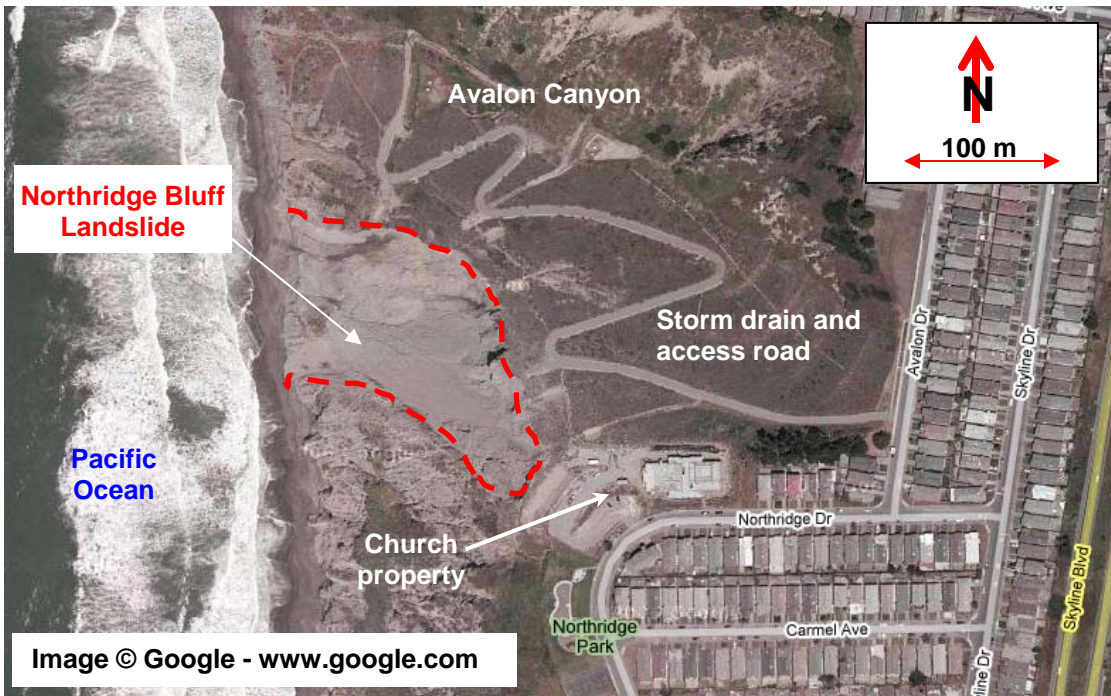 Avalon Canyon
N
100 m
Northridge Bluff
Landslide
Storm drain and
access road
Avalon Dr
Skyline Dr
Pacific
Ocean
Church
property
Northridge Dr
Skyline Blvd
Northridge
Park
Carmel Ave
Image © Google - www.google.com